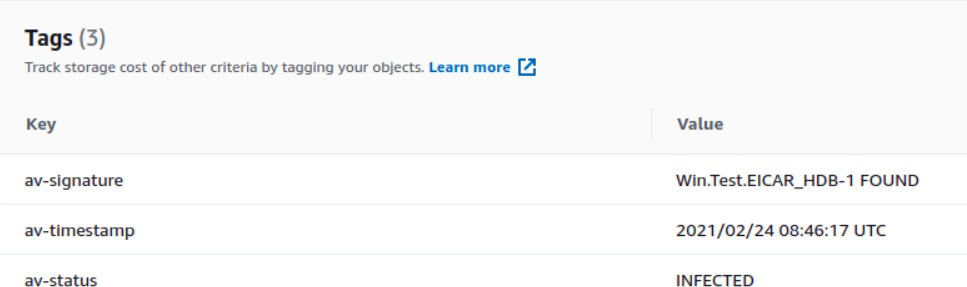 Tags (3)
Track storage cost of other criteria by tagging your objects. Learn more
Key Value
av-signature Win.Test.EICAR_HDB-1 FOUND
av-timestamp 2021/02/24 08:46:17 UTC
av-status INFECTED